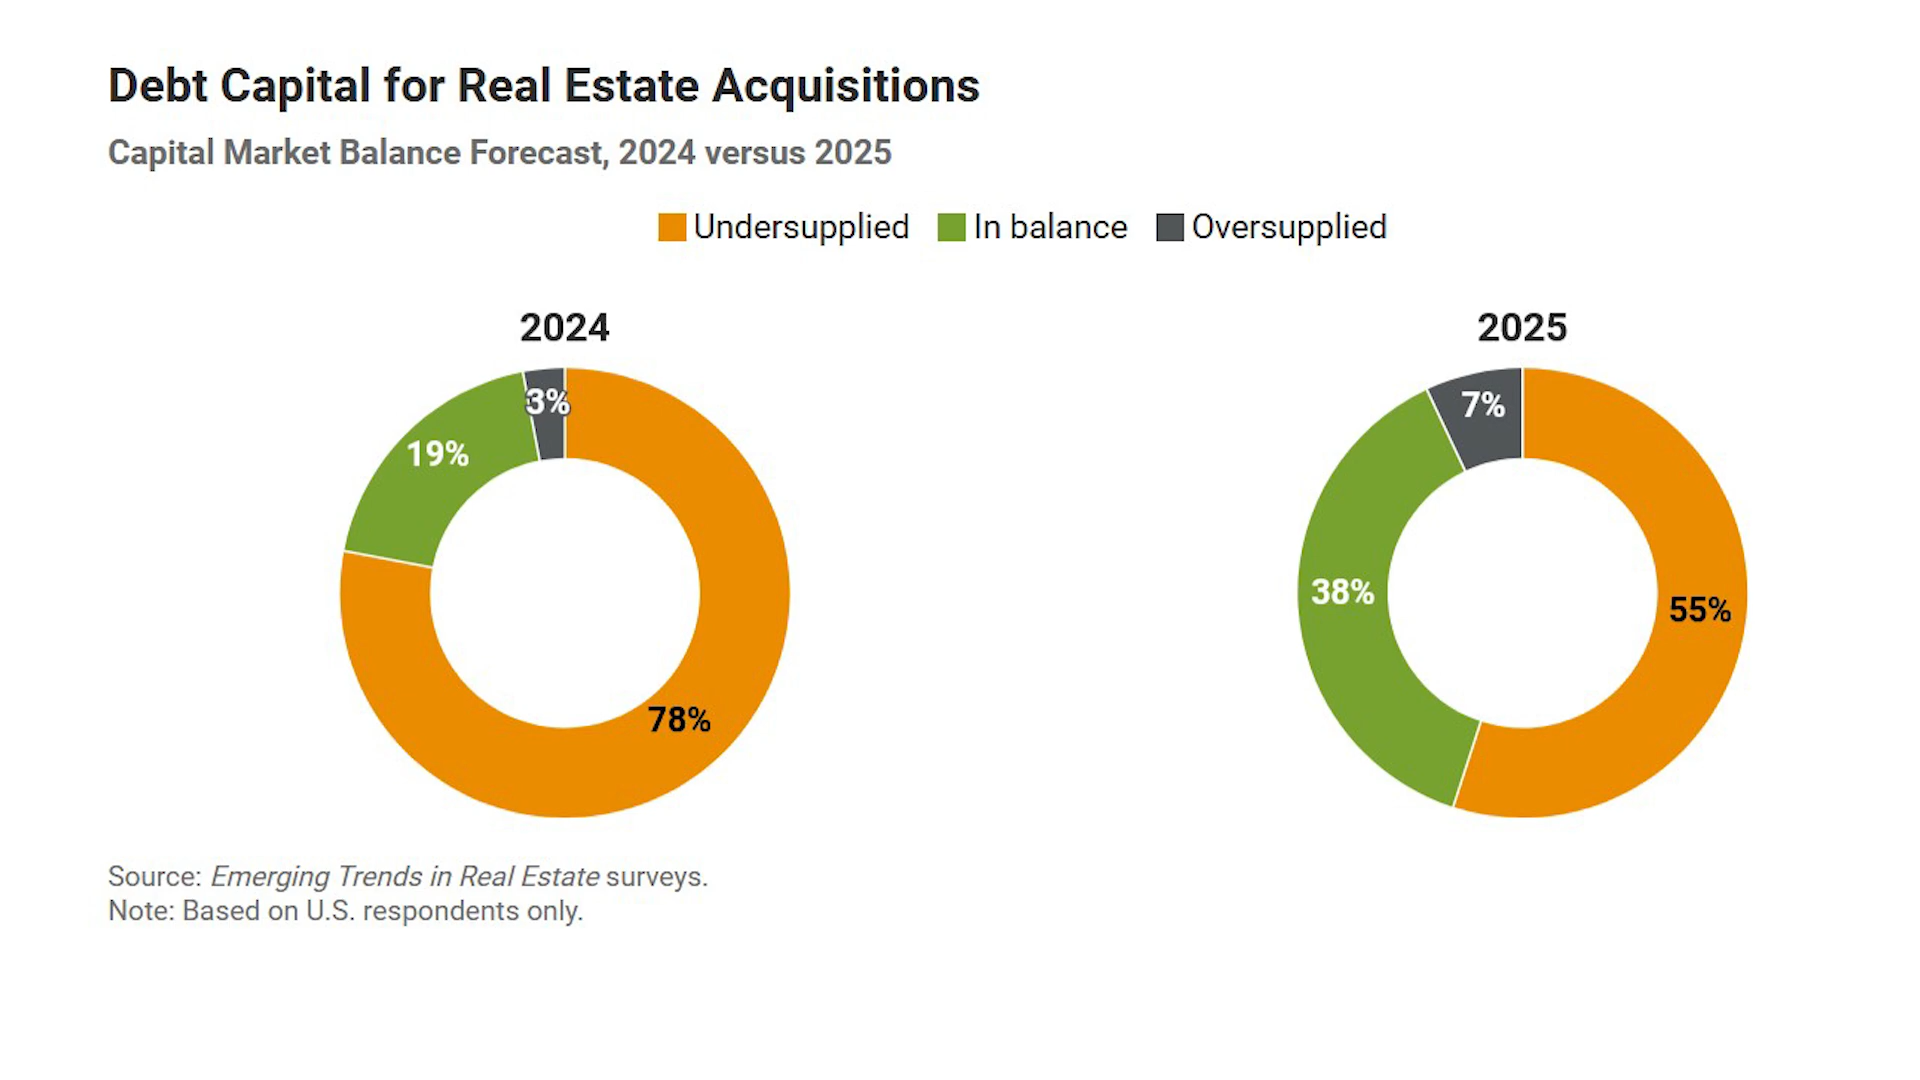 Debt Capital for Real Estate Acquisitions
Capital Market Balance Forecast, 2024 versus 2025
Undersupplied In balance Oversupplied
2024
3%
19%
78%
2025
7%
38%
55%
Source: Emerging Trends in Real Estate surveys.
Note: Based on U.S. respondents only.